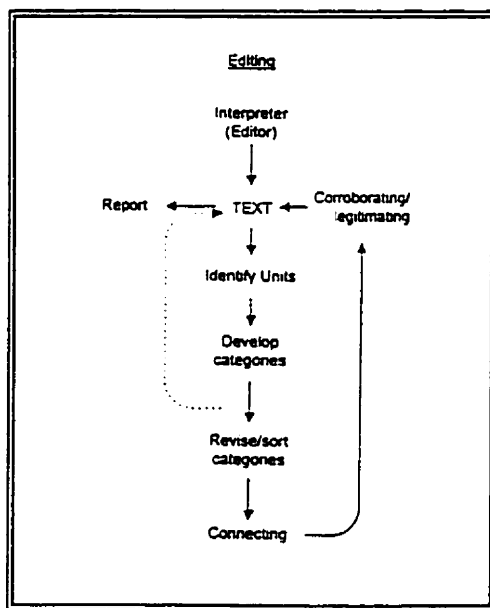 Editing
Interpreter
(Editor)
Report
TEXT
Corroborating/
legitimating
Identify Units
Develop
categories
Revise/sort
categories
Connecting